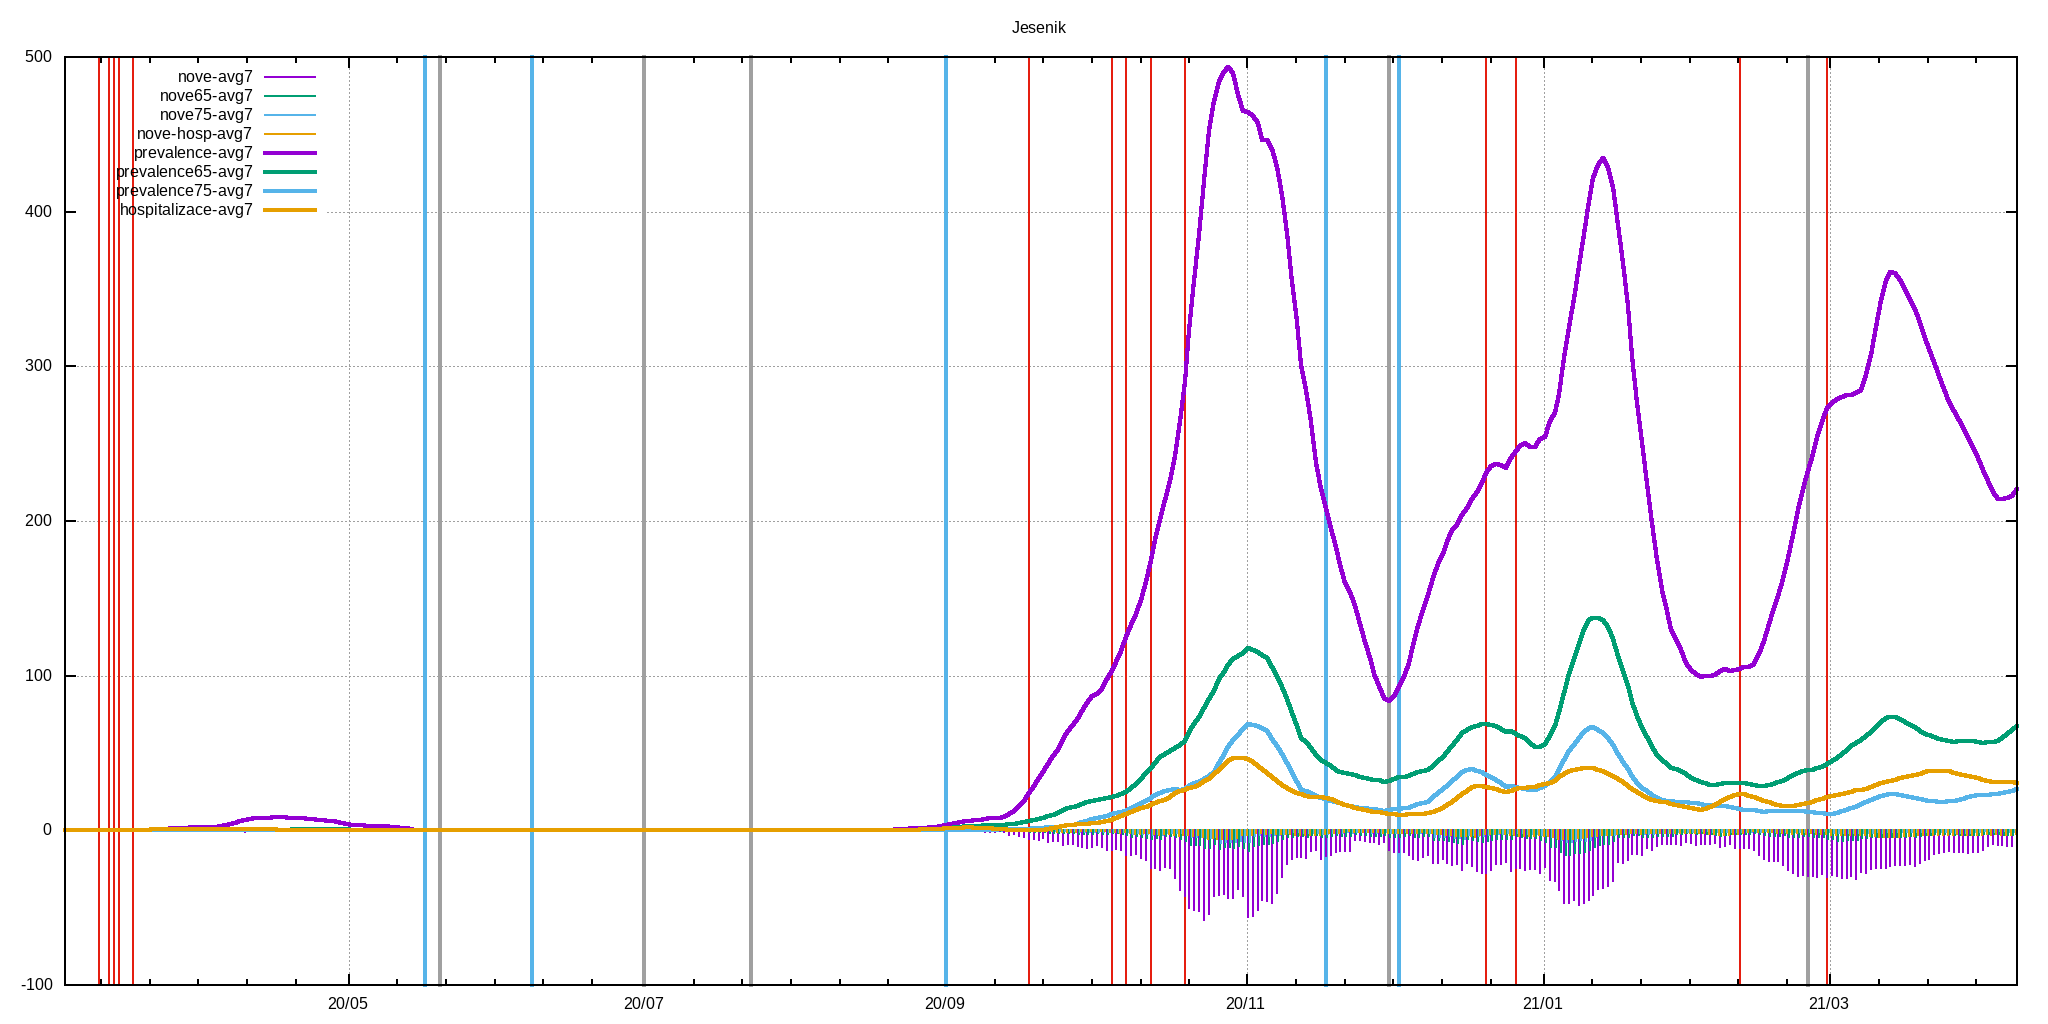 Jesenik
500
400
300
200
100
0
-100
nove-avg7
nove65-avg7
nove75-avg7
nove-hosp-avg7
prevalence-avg7
prevalence65-avg7
prevalence75-avg7
hospitalizace-avg7
20/05 20/07 20/09 20/11 21/01 21/03